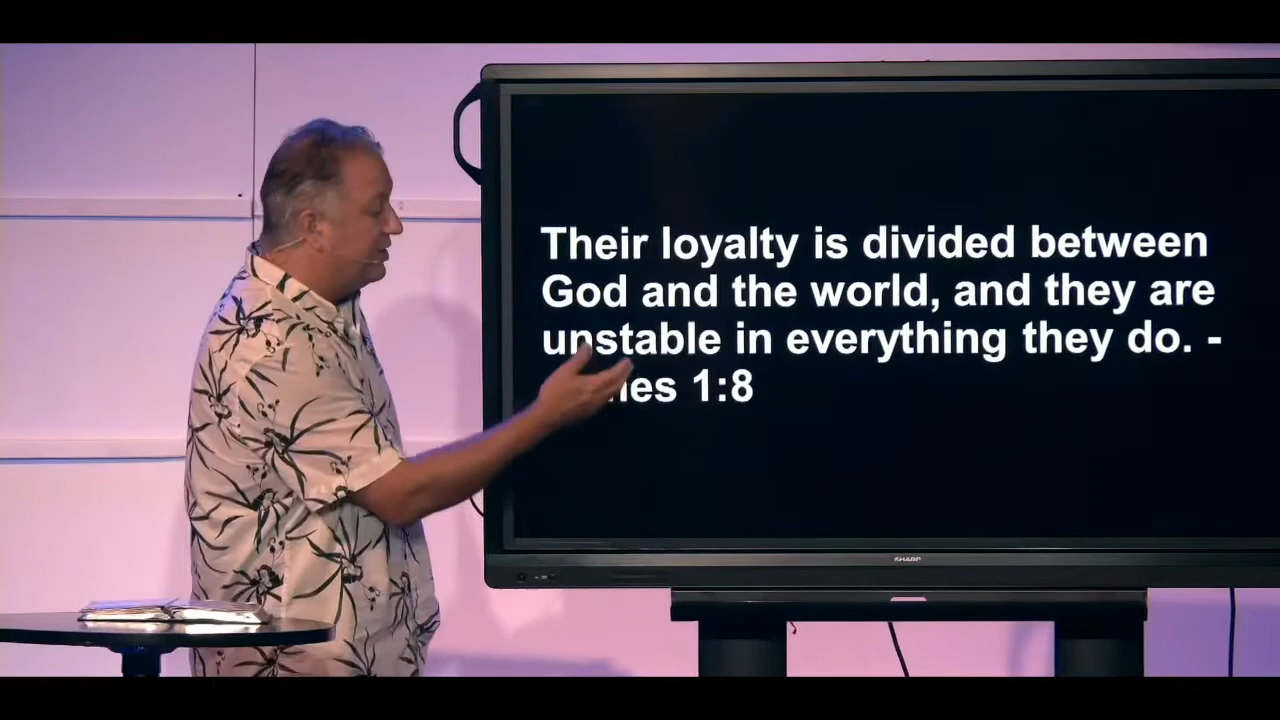 Their loyalty is divided between
God and the world, and they are
unstable in everything they do. -
1:8
SHARP